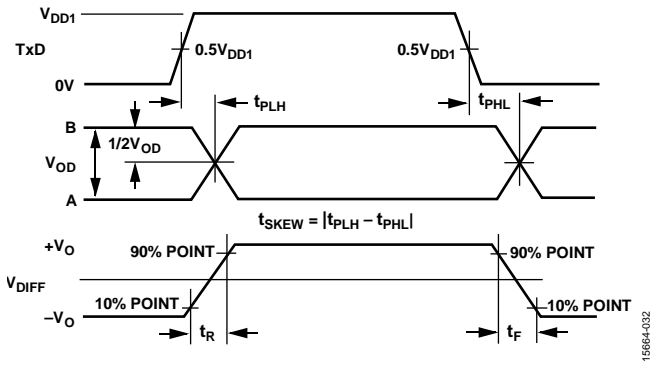 V_DD1
TxD
0.5V_DD1
0.5V_DD1
0V
t_PLH
t_PHL
B
1/2V_OD
V_OD
A
t_SKEW = |t_PLH – t_PHL|
+V_O
90% POINT
90% POINT
V_DIFF
10% POINT
10% POINT
–V_O
t_R
t_F
15664-032